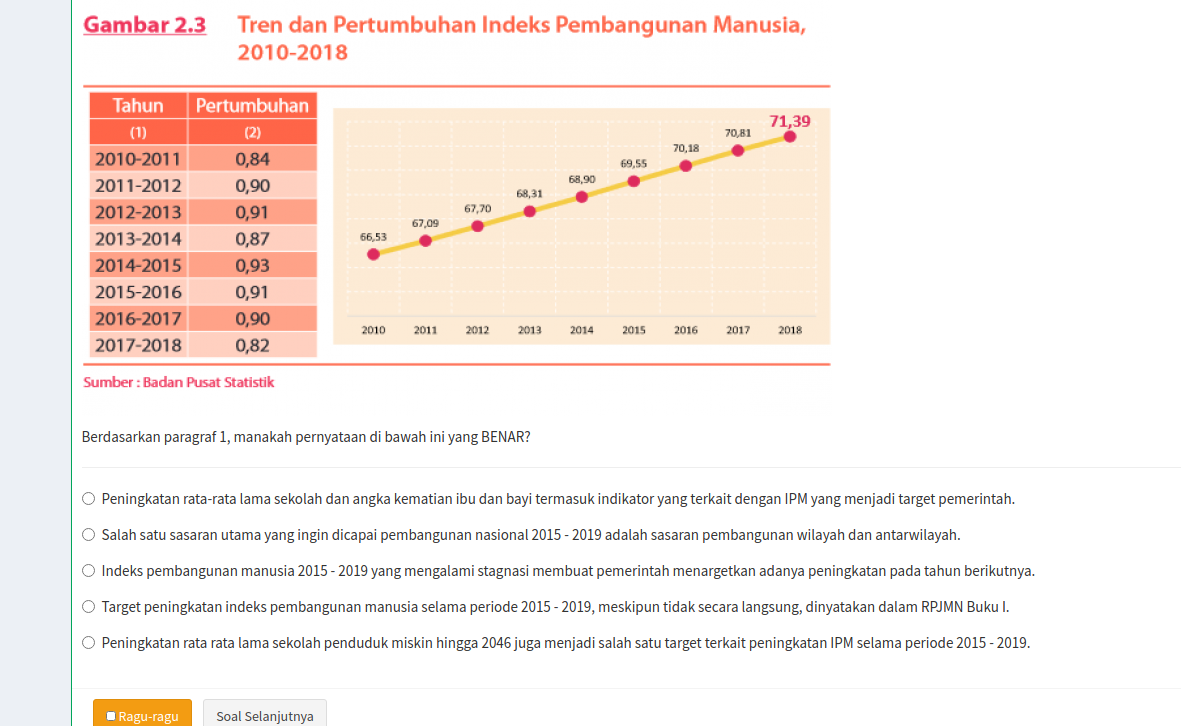 Gambar 2.3 Tren dan Pertumbuhan Indeks Pembangunan Manusia,
2010-2018
Tahun Pertumbuhan
(1) (2)
2010-2011 0,84
2011-2012 0,90
2012-2013 0,91
2013-2014 0,87
2014-2015 0,93
2015-2016 0,91
2016-2017 0,90
2017-2018 0,82
66,53 67,09 67,70 68,31 68,90 69,55 70,18 70,81 71,39
2010 2011 2012 2013 2014 2015 2016 2017 2018
Sumber : Badan Pusat Statistik
Berdasarkan paragraf 1, manakah pernyataan di bawah ini yang BENAR?
Peningkatan rata-rata lama sekolah dan angka kematian ibu dan bayi termasuk indikator yang terkait dengan IPM yang menjadi target pemerintah.
Salah satu sasaran utama yang ingin dicapai pembangunan nasional 2015 - 2019 adalah sasaran pembangunan wilayah dan antarwilayah.
Indeks pembangunan manusia 2015 - 2019 yang mengalami stagnasi membuat pemerintah menargetkan adanya peningkatan pada tahun berikutnya.
Target peningkatan indeks pembangunan manusia selama periode 2015 - 2019, meskipun tidak secara langsung, dinyatakan dalam RPJMN Buku I.
Peningkatan rata rata lama sekolah penduduk miskin hingga 2046 juga menjadi salah satu target terkait peningkatan IPM selama periode 2015 - 2019.
Ragu-ragu Soal Selanjutnya